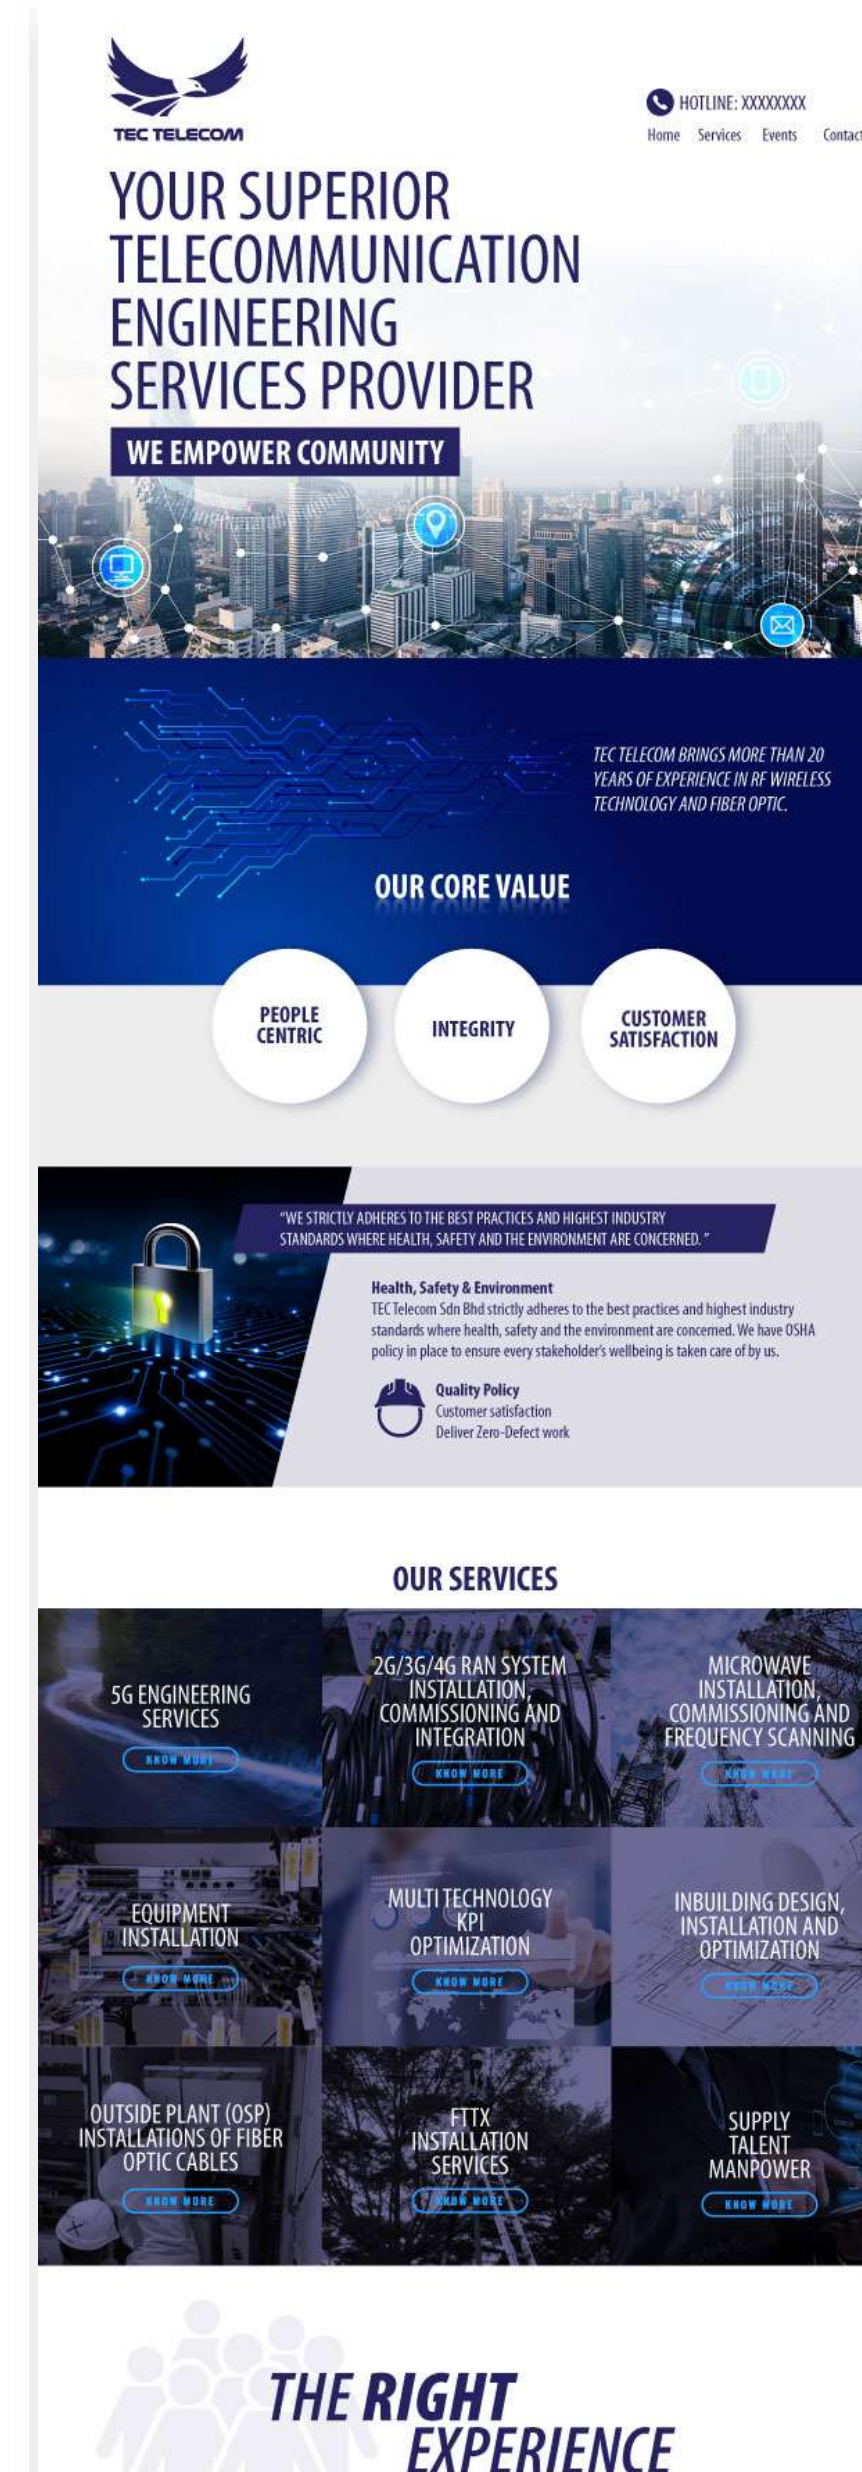 TEC TELECOM
HOTLINE: XXXXXXXX
Home Services Events Contact
YOUR SUPERIOR
TELECOMMUNICATION
ENGINEERING
SERVICES PROVIDER
WE EMPOWER COMMUNITY
TEC TELECOM BRINGS MORE THAN 20
YEARS OF EXPERIENCE IN RF WIRELESS
TECHNOLOGY AND FIBER OPTIC.
OUR CORE VALUE
PEOPLE
CENTRIC
INTEGRITY
CUSTOMER
SATISFACTION
"WE STRICTLY ADHERES TO THE BEST PRACTICES AND HIGHEST INDUSTRY
STANDARDS WHERE HEALTH, SAFETY AND THE ENVIRONMENT ARE CONCERNED. "
Health, Safety & Environment
TEC Telecom Sdn Bhd strictly adheres to the best practices and highest industry
standards where health, safety and the environment are concerned. We have OSHA
policy in place to ensure every stakeholder's wellbeing is taken care of by us.
Quality Policy
Customer satisfaction
Deliver Zero-Defect work
OUR SERVICES
5G ENGINEERING
SERVICES
KNOW MORE
2G/3G/4G RAN SYSTEM
INSTALLATION,
COMMISSIONING AND
INTEGRATION
KNOW MORE
MICROWAVE
INSTALLATION,
COMMISSIONING AND
FREQUENCY SCANNING
KNOW MORE
EQUIPMENT
INSTALLATION
KNOW MORE
MULTI TECHNOLOGY
KPI
OPTIMIZATION
KNOW MORE
INBUILDING DESIGN,
INSTALLATION AND
OPTIMIZATION
KNOW MORE
OUTSIDE PLANT (OSP)
INSTALLATIONS OF FIBER
OPTIC CABLES
KNOW MORE
FTTX
INSTALLATION
SERVICES
KNOW MORE
SUPPLY
TALENT
MANPOWER
KNOW MORE
THE RIGHT
EXPERIENCE